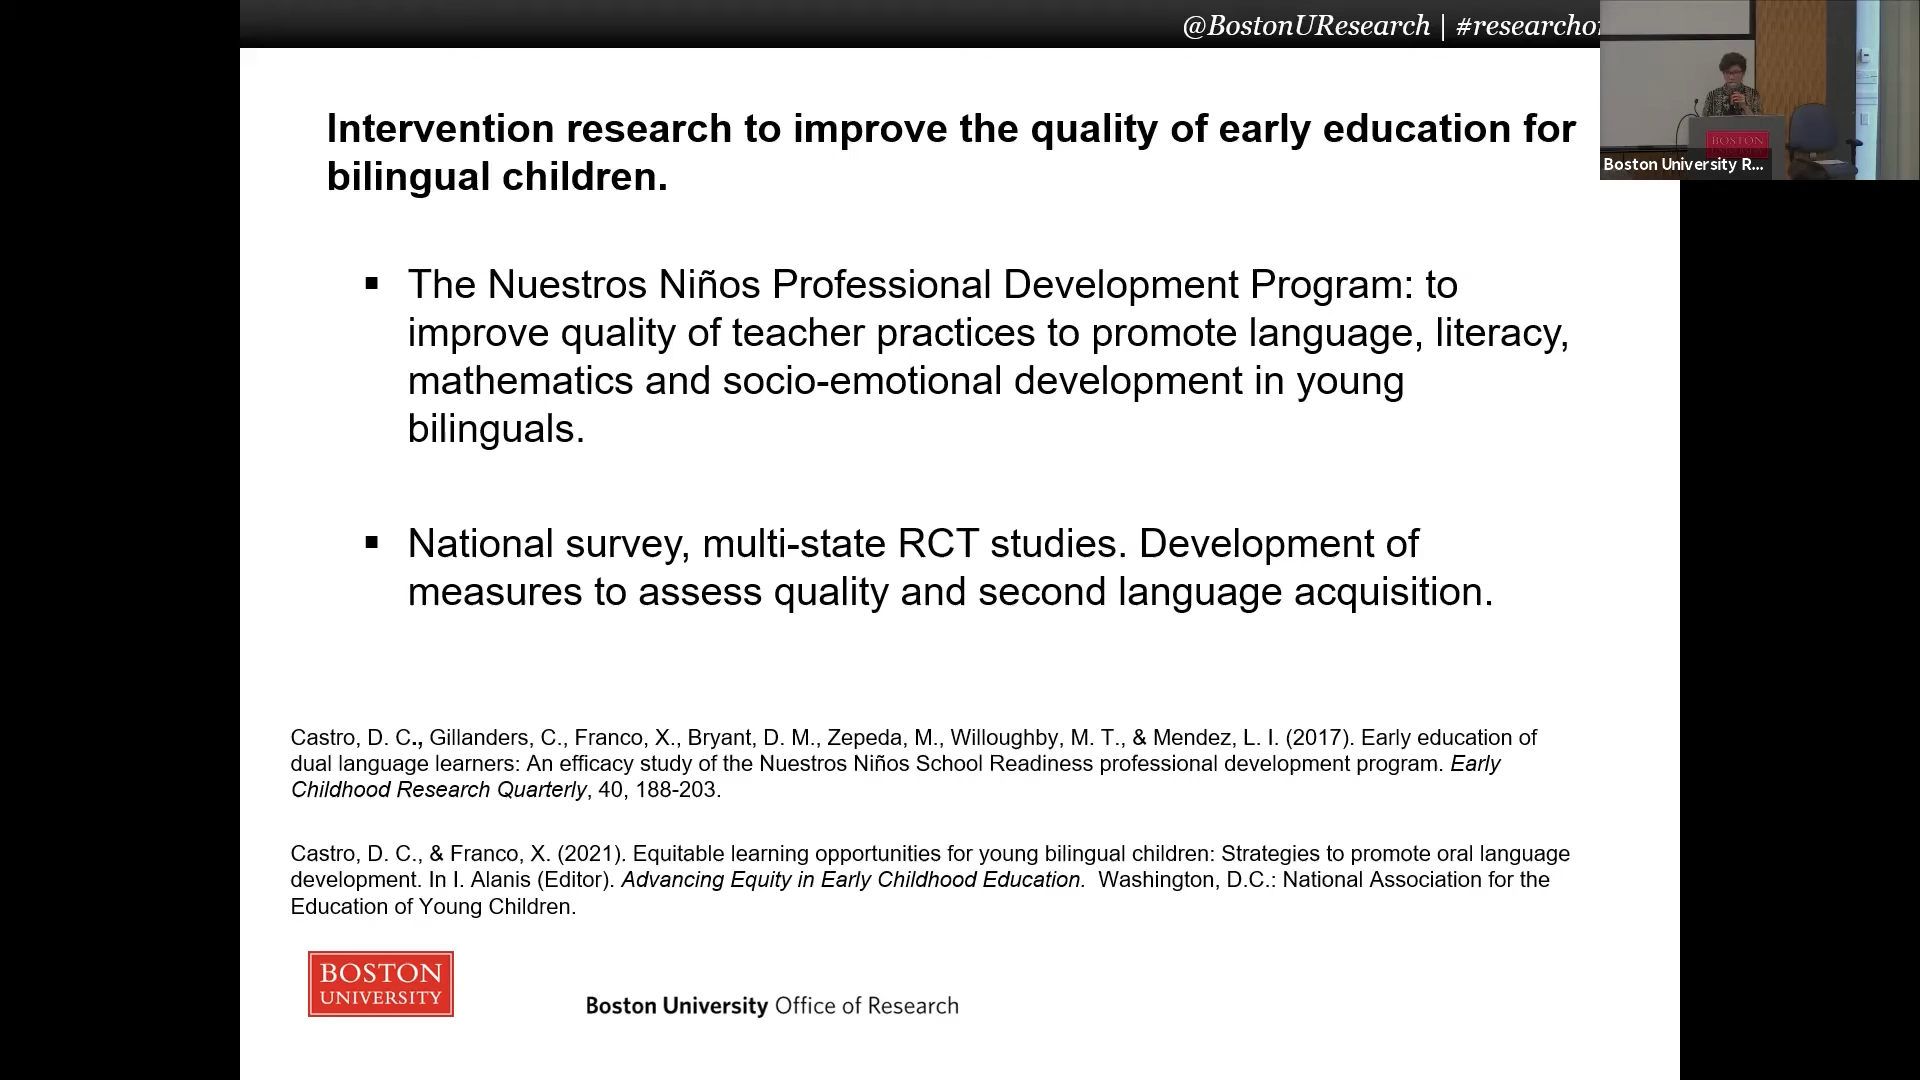 @BostonUResearch | #researcho
Intervention research to improve the quality of early education for
bilingual children.
▪ The Nuestros Niños Professional Development Program: to
improve quality of teacher practices to promote language, literacy,
mathematics and socio-emotional development in young
bilinguals.
▪ National survey, multi-state RCT studies. Development of
measures to assess quality and second language acquisition.
Castro, D. C., Gillanders, C., Franco, X., Bryant, D. M., Zepeda, M., Willoughby, M. T., & Mendez, L. I. (2017). Early education of
dual language learners: An efficacy study of the Nuestros Niños School Readiness professional development program. Early
Childhood Research Quarterly, 40, 188-203.
Castro, D. C., & Franco, X. (2021). Equitable learning opportunities for young bilingual children: Strategies to promote oral language
development. In I. Alanis (Editor). Advancing Equity in Early Childhood Education. Washington, D.C.: National Association for the
Education of Young Children.
BOSTON
UNIVERSITY
Boston University Office of Research
BOSTON
Boston University R...